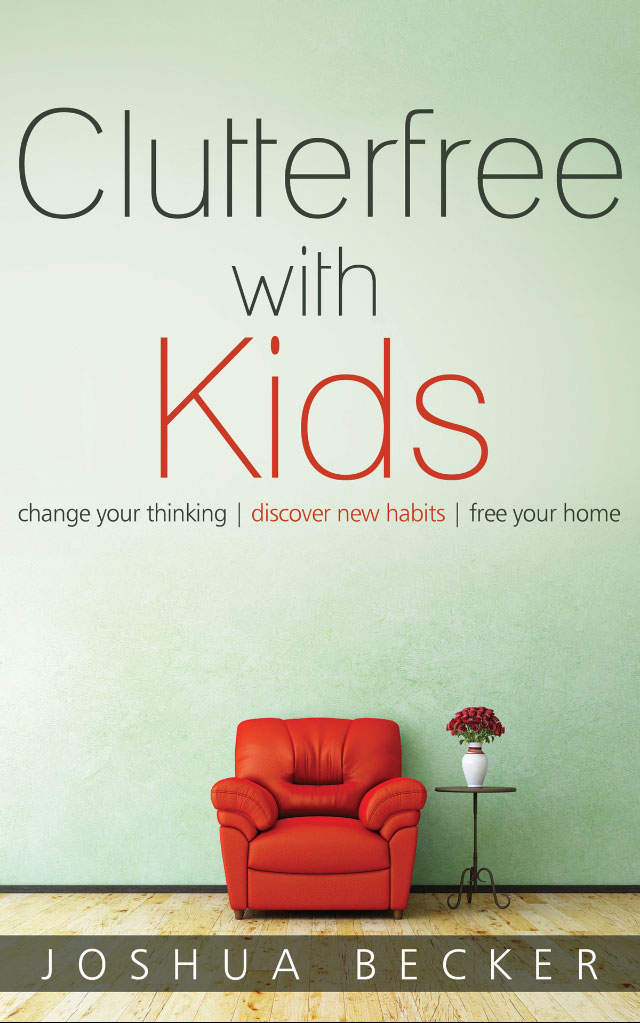 Clutterfree
with
Kids
change your thinking | discover new habits | free your home
JOSHUA BECKER